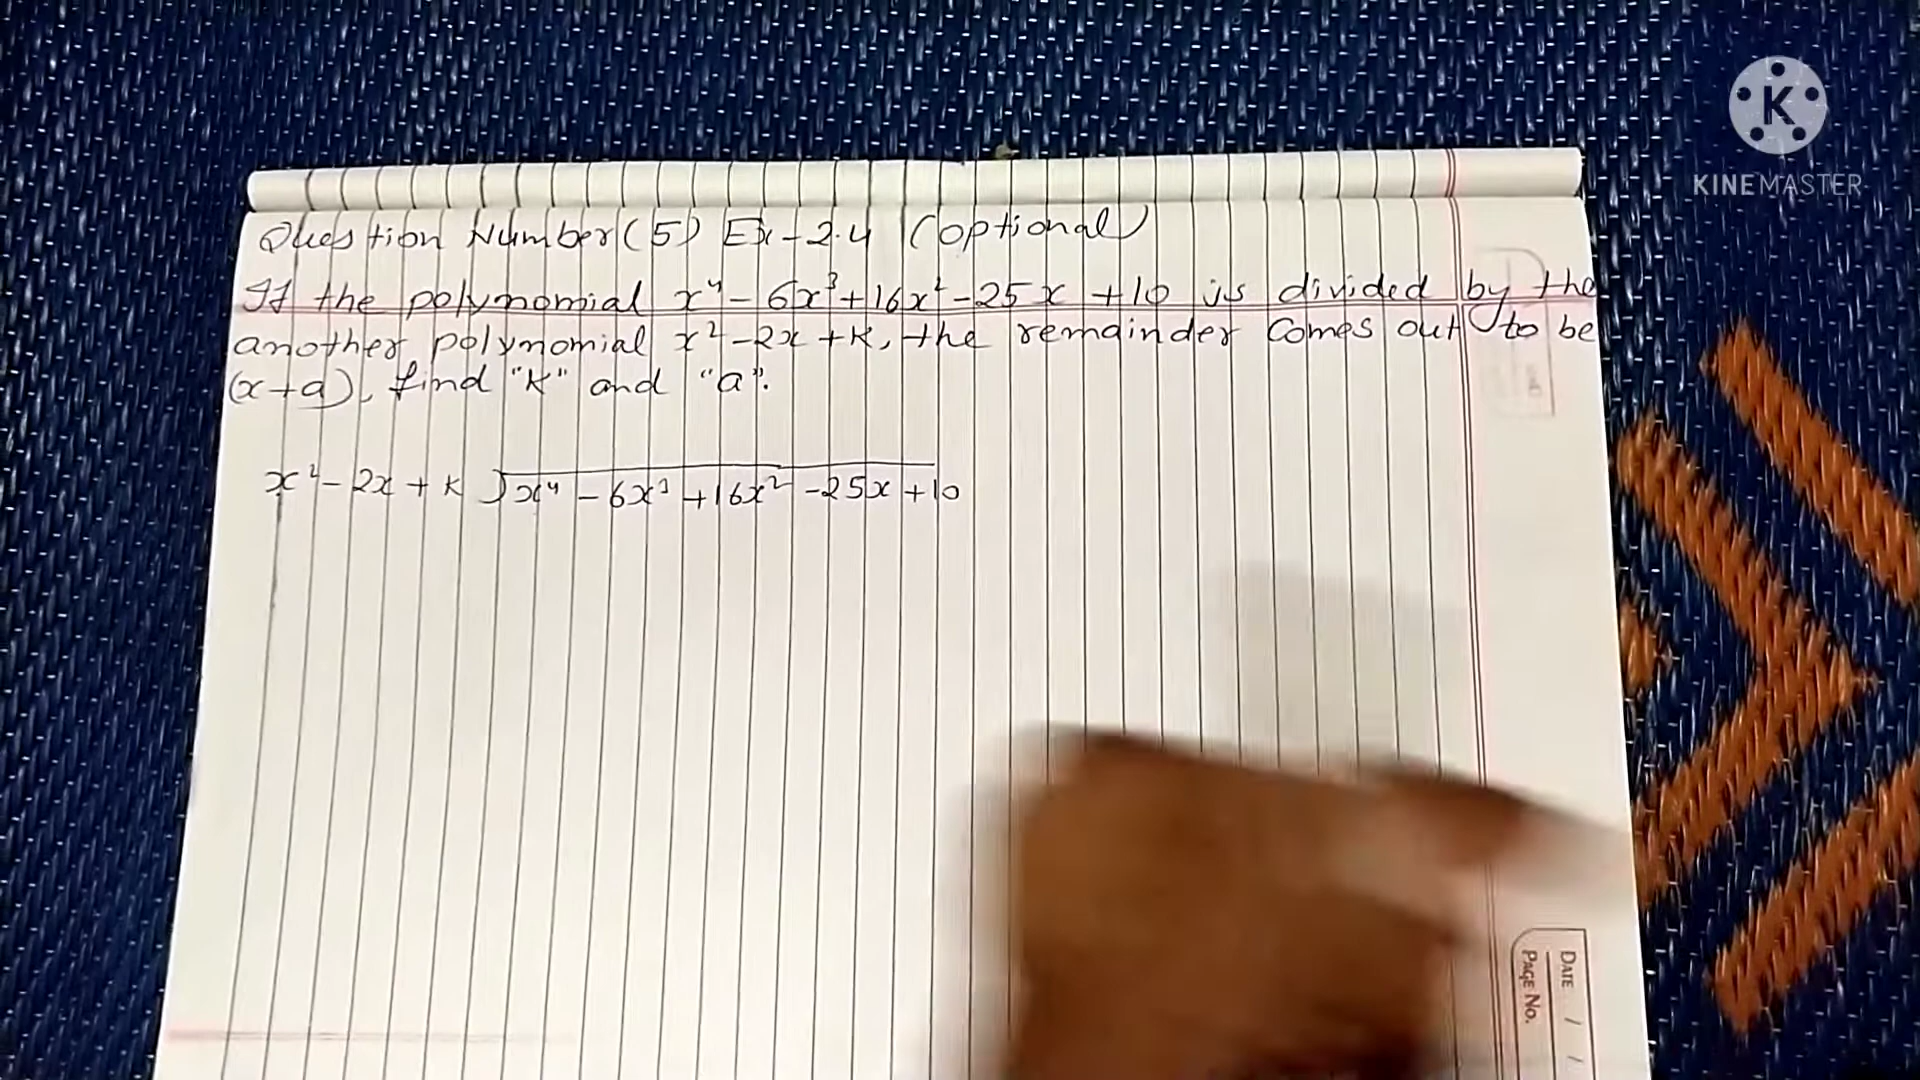 Question Number (5) Ex-2.4 (optional)
If the polynomial x⁴ - 6x³ + 16x² - 25x + 10 is divided by the
another polynomial x² - 2x + K, the remainder comes out to be
(x+a), find "K" and "a".
x² - 2x + K ) x⁴ - 6x³ + 16x² - 25x + 10
K
KINEMASTER
DATE / /
PAGE NO.